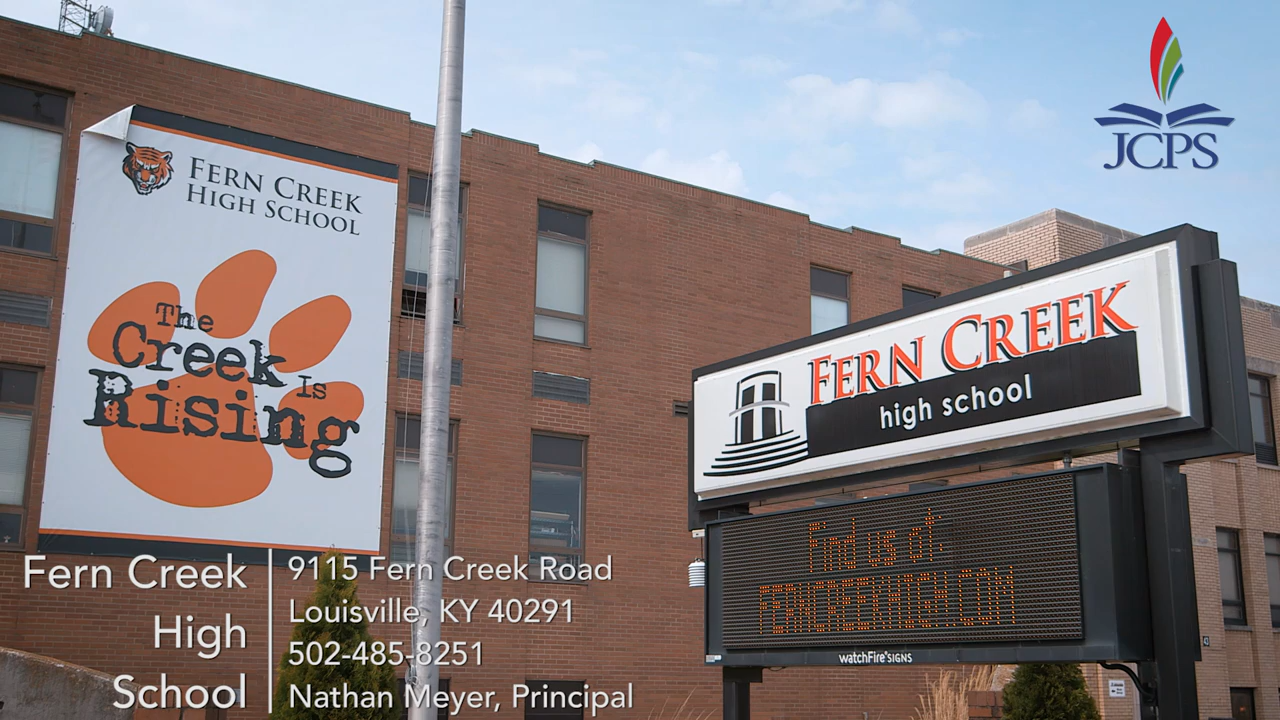 JCPS
FERN CREEK
HIGH SCHOOL
The
Creek Is
Rising
FERN CREEK
high school
Find us at:
FERNCREEKHIGH.COM
watchFire SIGNS
Fern Creek
High
School
9115 Fern Creek Road
Louisville, KY 40291
502-485-8251
Nathan Meyer, Principal